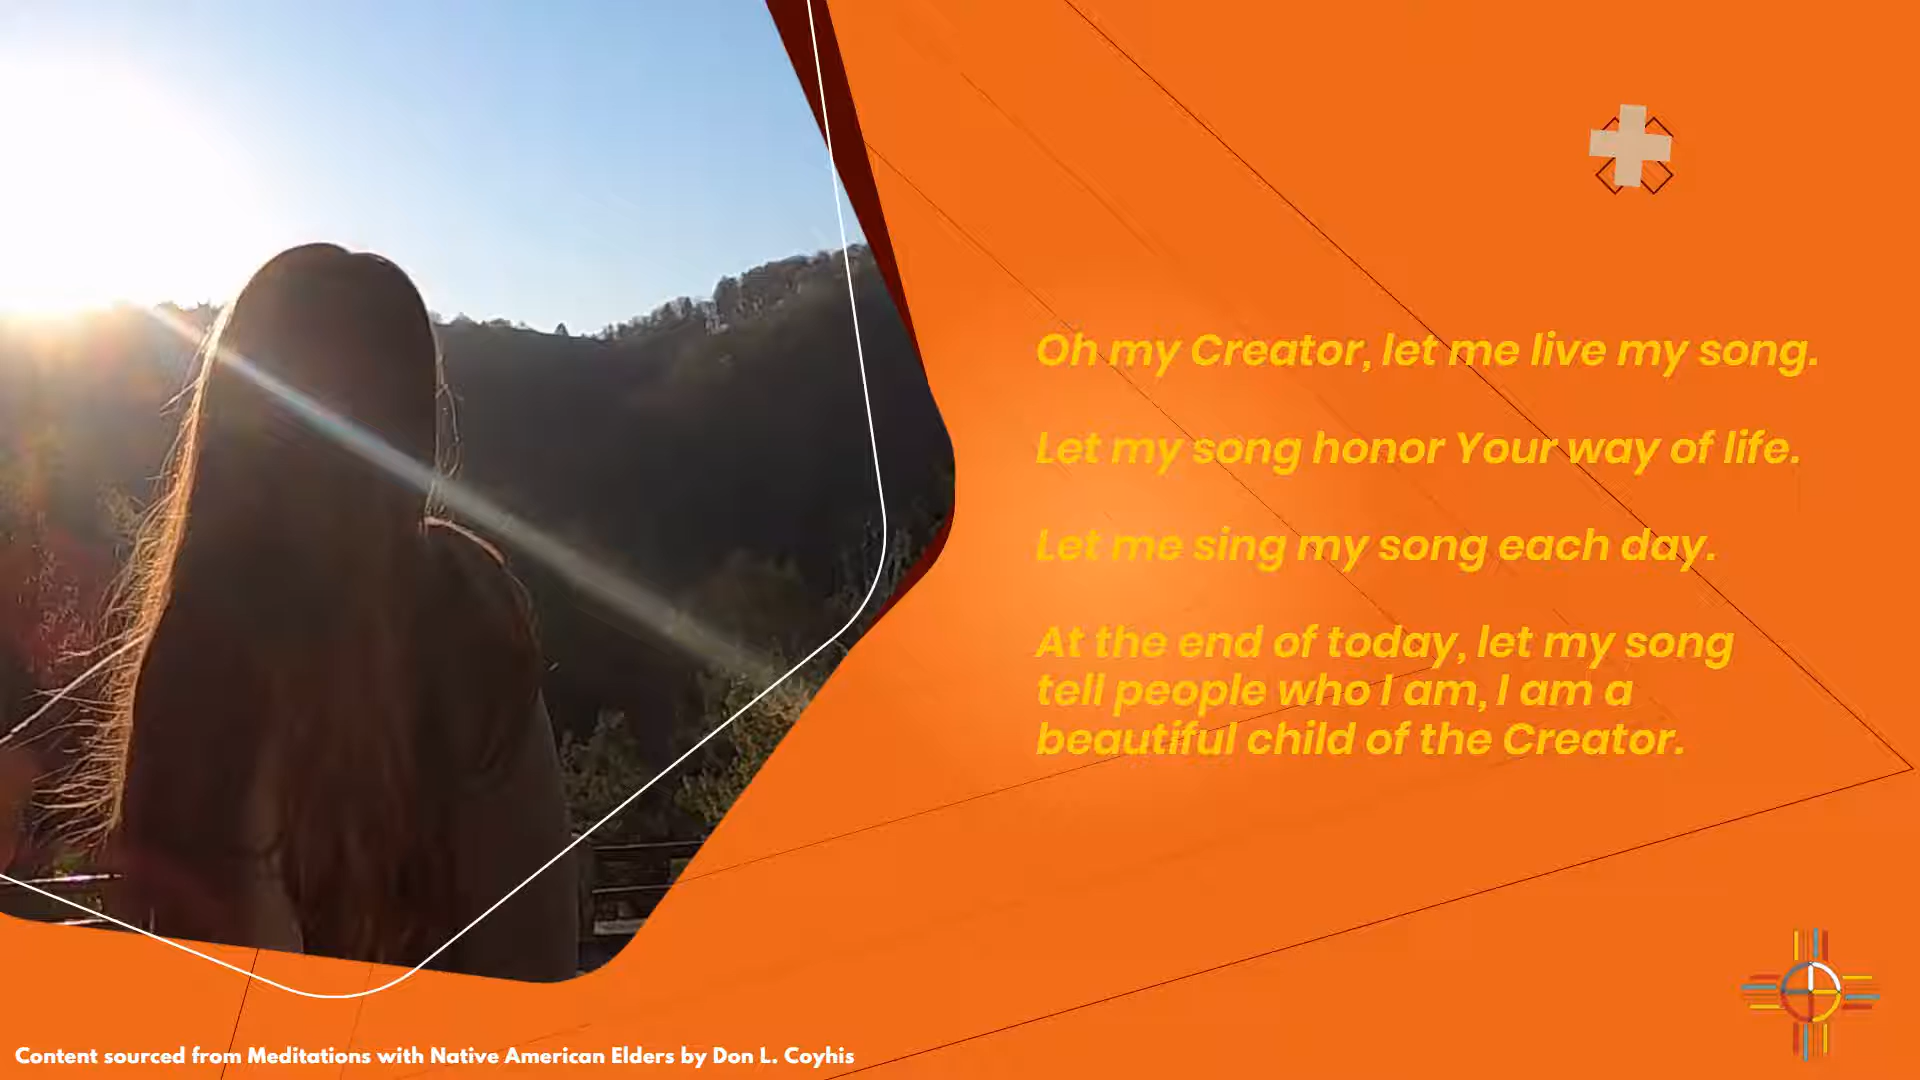 Oh my Creator, let me live my song.
Let my song honor Your way of life.
Let me sing my song each day.
At the end of today, let my song
tell people who I am, I am a
beautiful child of the Creator.
Content sourced from Meditations with Native American Elders by Don L. Coyhis